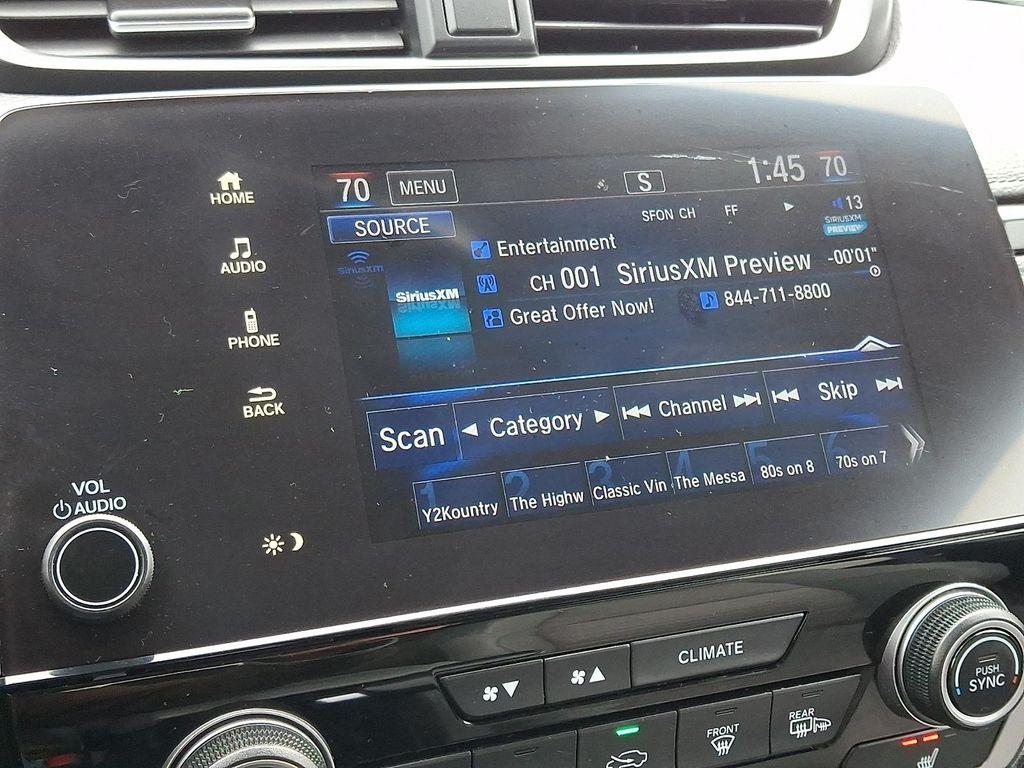 70 MENU S 1:45 70
SOURCE SFON CH FF 13
SIRIUSXM
PREVIEW
HOME
AUDIO
PHONE
BACK
SiriusXM
SiriusXM
Entertainment
CH 001 SiriusXM Preview -00'01"
Great Offer Now! 844-711-8800
Scan Category Channel Skip
1 2 3 4 5 6
Y2Kountry The Highw Classic Vin The Messa 80s on 8 70s on 7
VOL
AUDIO
CLIMATE
PUSH
SYNC
FRONT
REAR